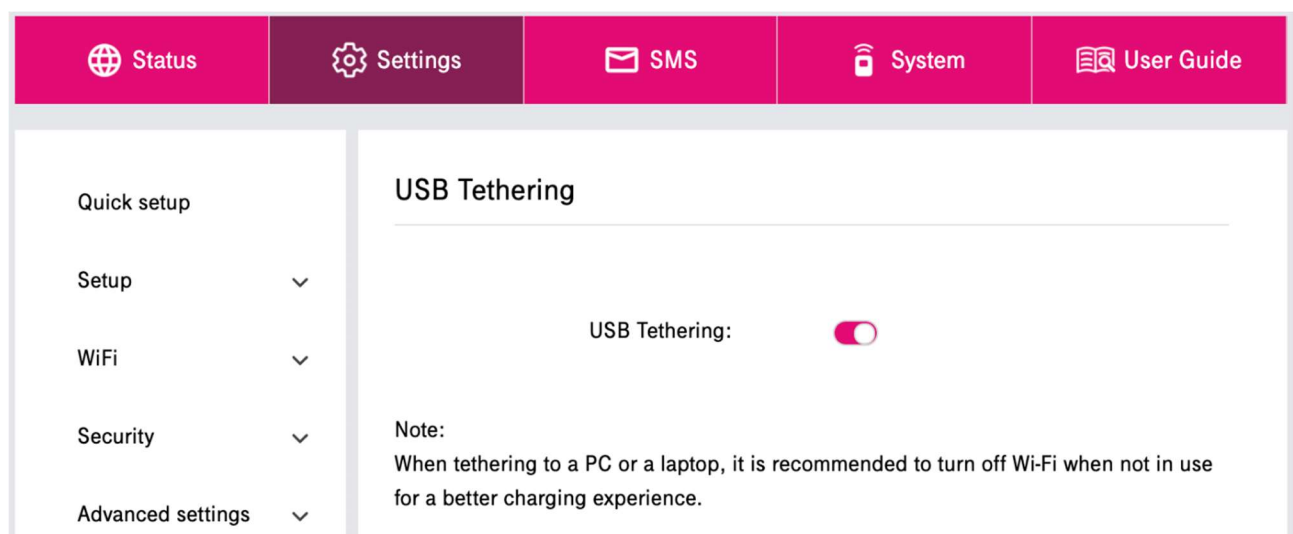 Status
Settings
SMS
System
User Guide
Quick setup
Setup
WiFi
Security
Advanced settings
USB Tethering
USB Tethering:
Note:
When tethering to a PC or a laptop, it is recommended to turn off Wi-Fi when not in use
for a better charging experience.